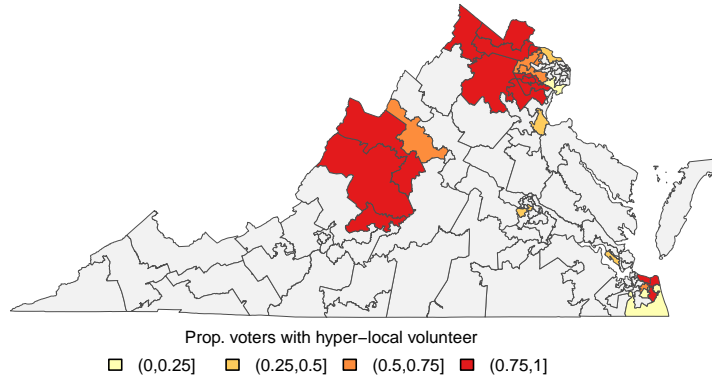 Prop. voters with hyper−local volunteer
(0,0.25] (0.25,0.5] (0.5,0.75] (0.75,1]